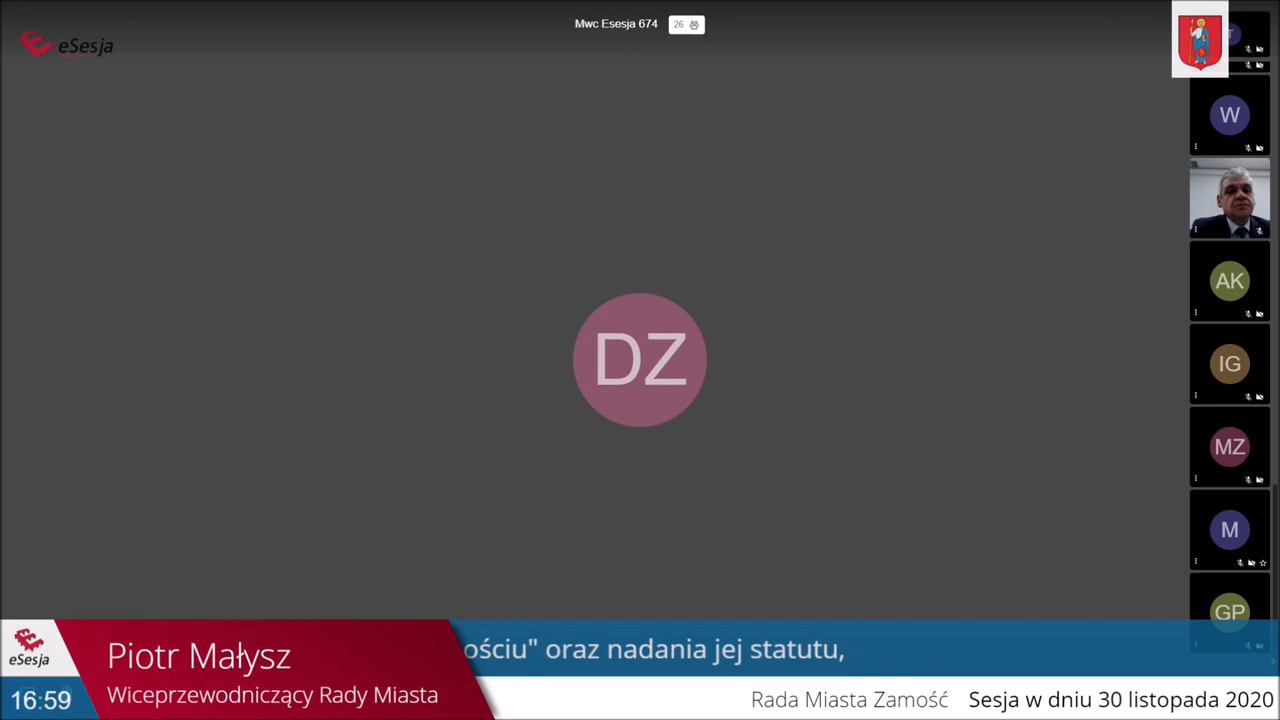 Mwc Esesja 674
26
eSesja
T
W
AK
IG
DZ
MZ
M
GP
eSesja
Piotr Małysz
Wiceprzewodniczący Rady Miasta
ościu" oraz nadania jej statutu,
16:59
Rada Miasta Zamość
Sesja w dniu 30 listopada 2020